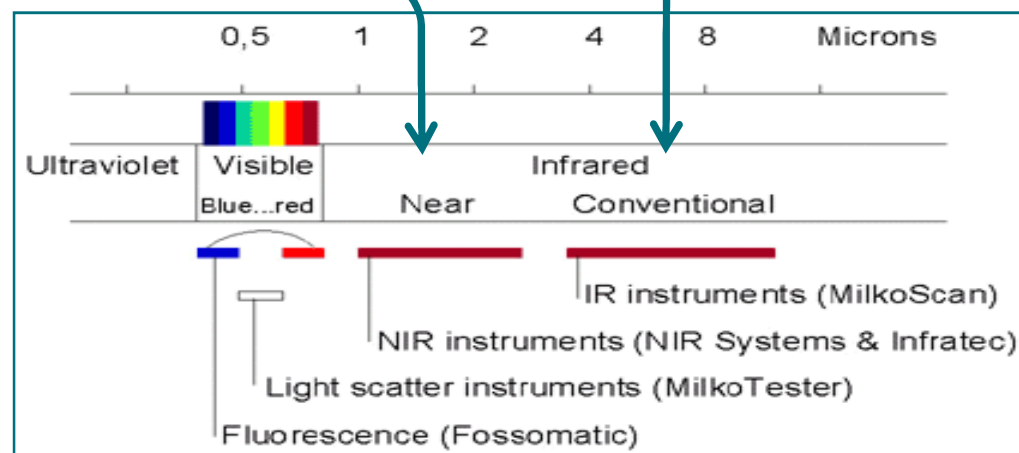 0,5 1 2 4 8 Microns
Ultraviolet Visible Infrared
Blue...red Near Conventional
IR instruments (MilkoScan)
NIR instruments (NIR Systems & Infratec)
Light scatter instruments (MilkoTester)
Fluorescence (Fossomatic)